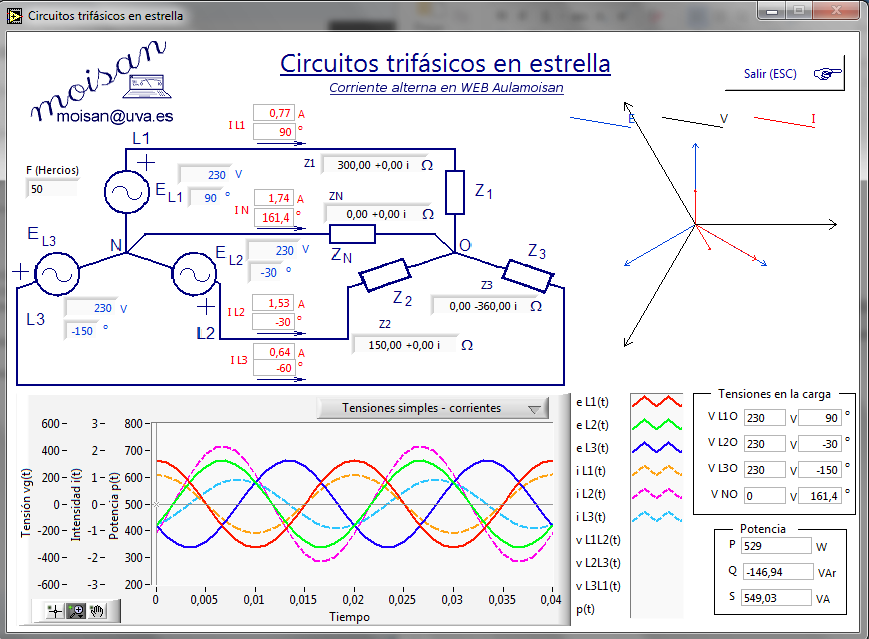 Circuitos trifásicos en estrella
moisan
moisan@uva.es
Circuitos trifásicos en estrella
Corriente alterna en WEB Aulamoisan
Salir (ESC)
E V I
F (Hercios)
50
L1
+
E L1
230 V
90 º
I L1
0,77 A
90 º
Z1
300,00 +0,00 i Ω
Z1
I N
1,74 A
161,4 º
ZN
0,00 +0,00 i Ω
ZN
N
O
E L3
+
L3
230 V
-150 º
E L2
+
L2
230 V
-30 º
I L2
1,53 A
-30 º
I L3
0,64 A
-60 º
Z2
Z2
150,00 +0,00 i Ω
Z3
Z3
0,00 -360,00 i Ω
Tensiones simples - corrientes
Tensión vg(t)
600
400
200
0
-200
-400
-600
Intensidad i(t)
3
2
1
0
-1
-2
-3
Potencia p(t)
800
700
600
500
400
300
200
0 0,005 0,01 0,015 0,02 0,025 0,03 0,035 0,04
Tiempo
e L1(t)
e L2(t)
e L3(t)
i L1(t)
i L2(t)
i L3(t)
v L1L2(t)
v L2L3(t)
v L3L1(t)
p(t)
Tensiones en la carga
V L1O 230 V 90 º
V L2O 230 V -30 º
V L3O 230 V -150 º
V NO 0 V 161,4 º
Potencia
P 529 W
Q -146,94 VAr
S 549,03 VA